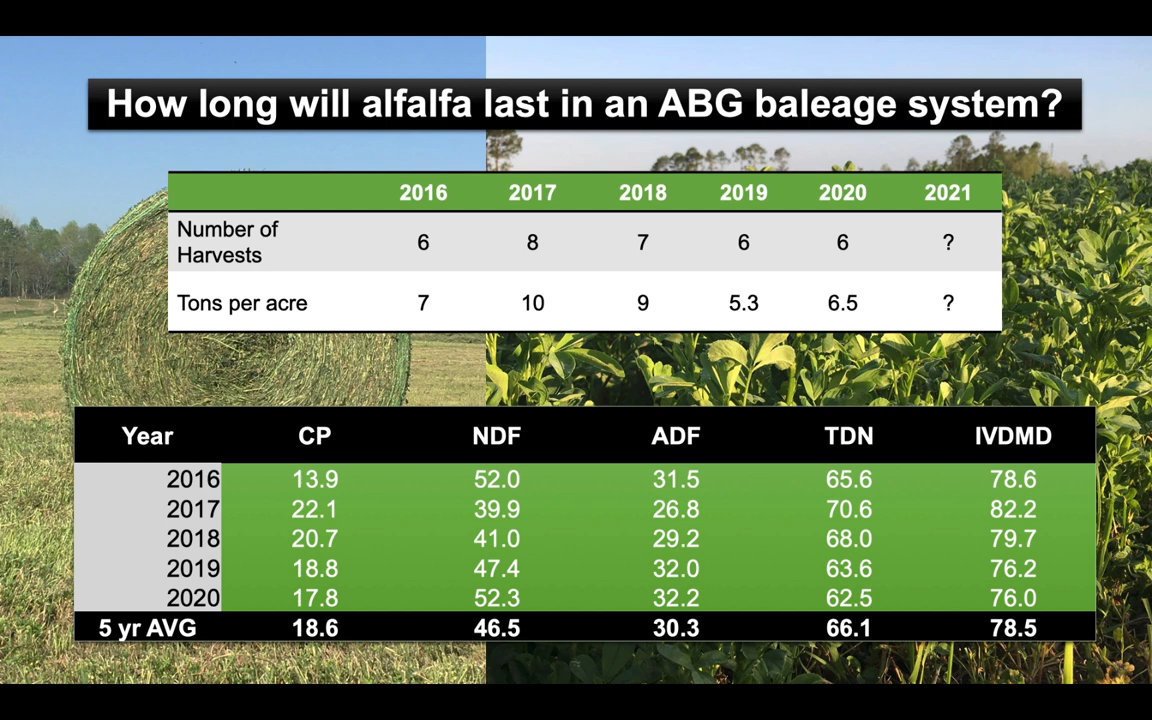 How long will alfalfa last in an ABG baleage system?
2016 2017 2018 2019 2020 2021
Number of
Harvests 6 8 7 6 6 ?
Tons per acre 7 10 9 5.3 6.5 ?
Year CP NDF ADF TDN IVDMD
2016 13.9 52.0 31.5 65.6 78.6
2017 22.1 39.9 26.8 70.6 82.2
2018 20.7 41.0 29.2 68.0 79.7
2019 18.8 47.4 32.0 63.6 76.2
2020 17.8 52.3 32.2 62.5 76.0
5 yr AVG 18.6 46.5 30.3 66.1 78.5